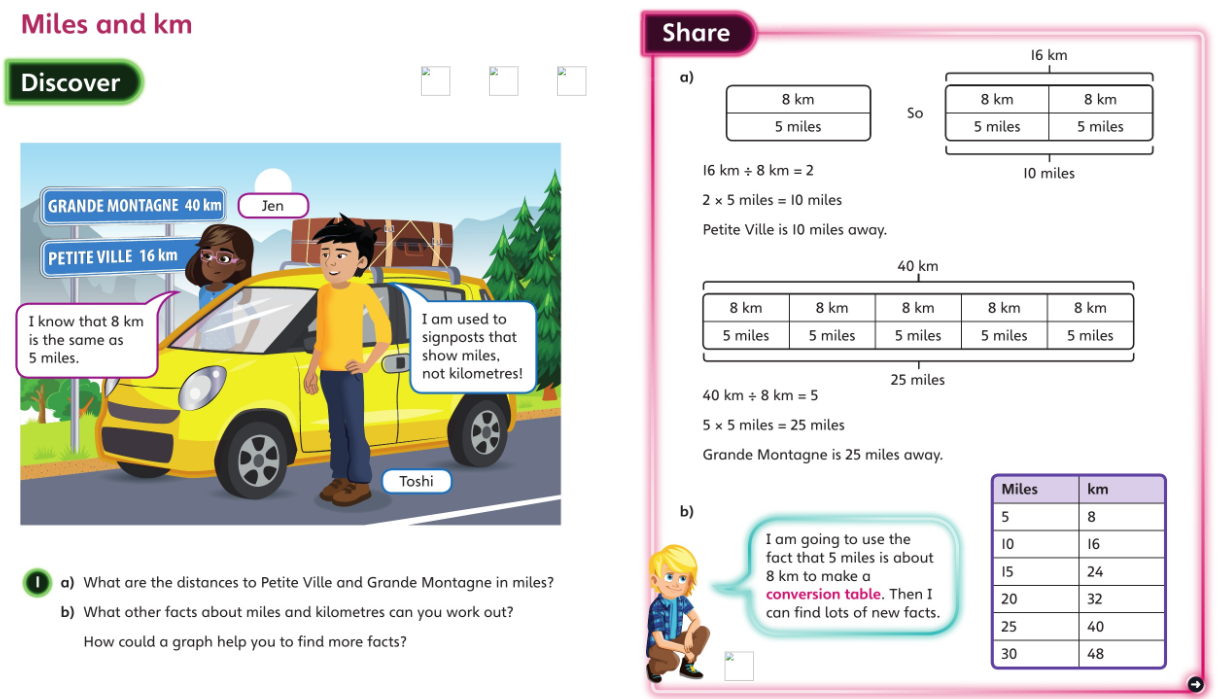 Miles and km
Discover
GRANDE MONTAGNE 40 km
Jen
PETITE VILLE 16 km
I know that 8 km
is the same as
5 miles.
I am used to
signposts that
show miles,
not kilometres!
Toshi
1 a) What are the distances to Petite Ville and Grande Montagne in miles?
b) What other facts about miles and kilometres can you work out?
How could a graph help you to find more facts?
Share
a)
8 km
5 miles
So
16 km
8 km 8 km
5 miles 5 miles
10 miles
16 km ÷ 8 km = 2
2 × 5 miles = 10 miles
Petite Ville is 10 miles away.
40 km
8 km 8 km 8 km 8 km 8 km
5 miles 5 miles 5 miles 5 miles 5 miles
25 miles
40 km ÷ 8 km = 5
5 × 5 miles = 25 miles
Grande Montagne is 25 miles away.
b)
I am going to use the
fact that 5 miles is about
8 km to make a
conversion table. Then I
can find lots of new facts.
Miles km
5 8
10 16
15 24
20 32
25 40
30 48